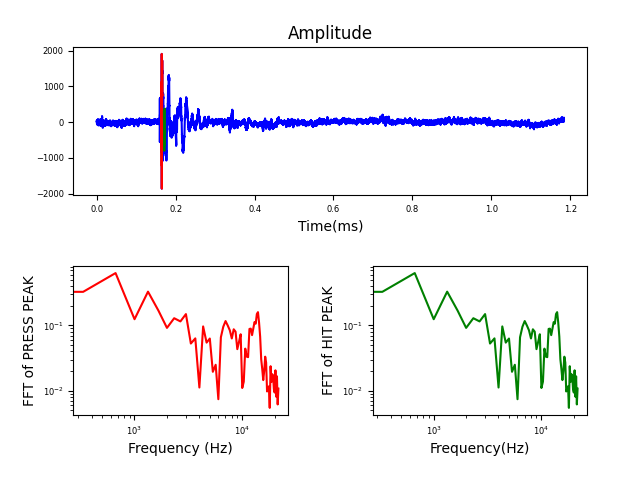 Amplitude
2000
1000
0
−1000
−2000
0.0 0.2 0.4 0.6 0.8 1.0 1.2
Time(ms)
FFT of PRESS PEAK
10⁻¹
10⁻²
10³ 10⁴
Frequency (Hz)
FFT of HIT PEAK
10⁻¹
10⁻²
10³ 10⁴
Frequency(Hz)